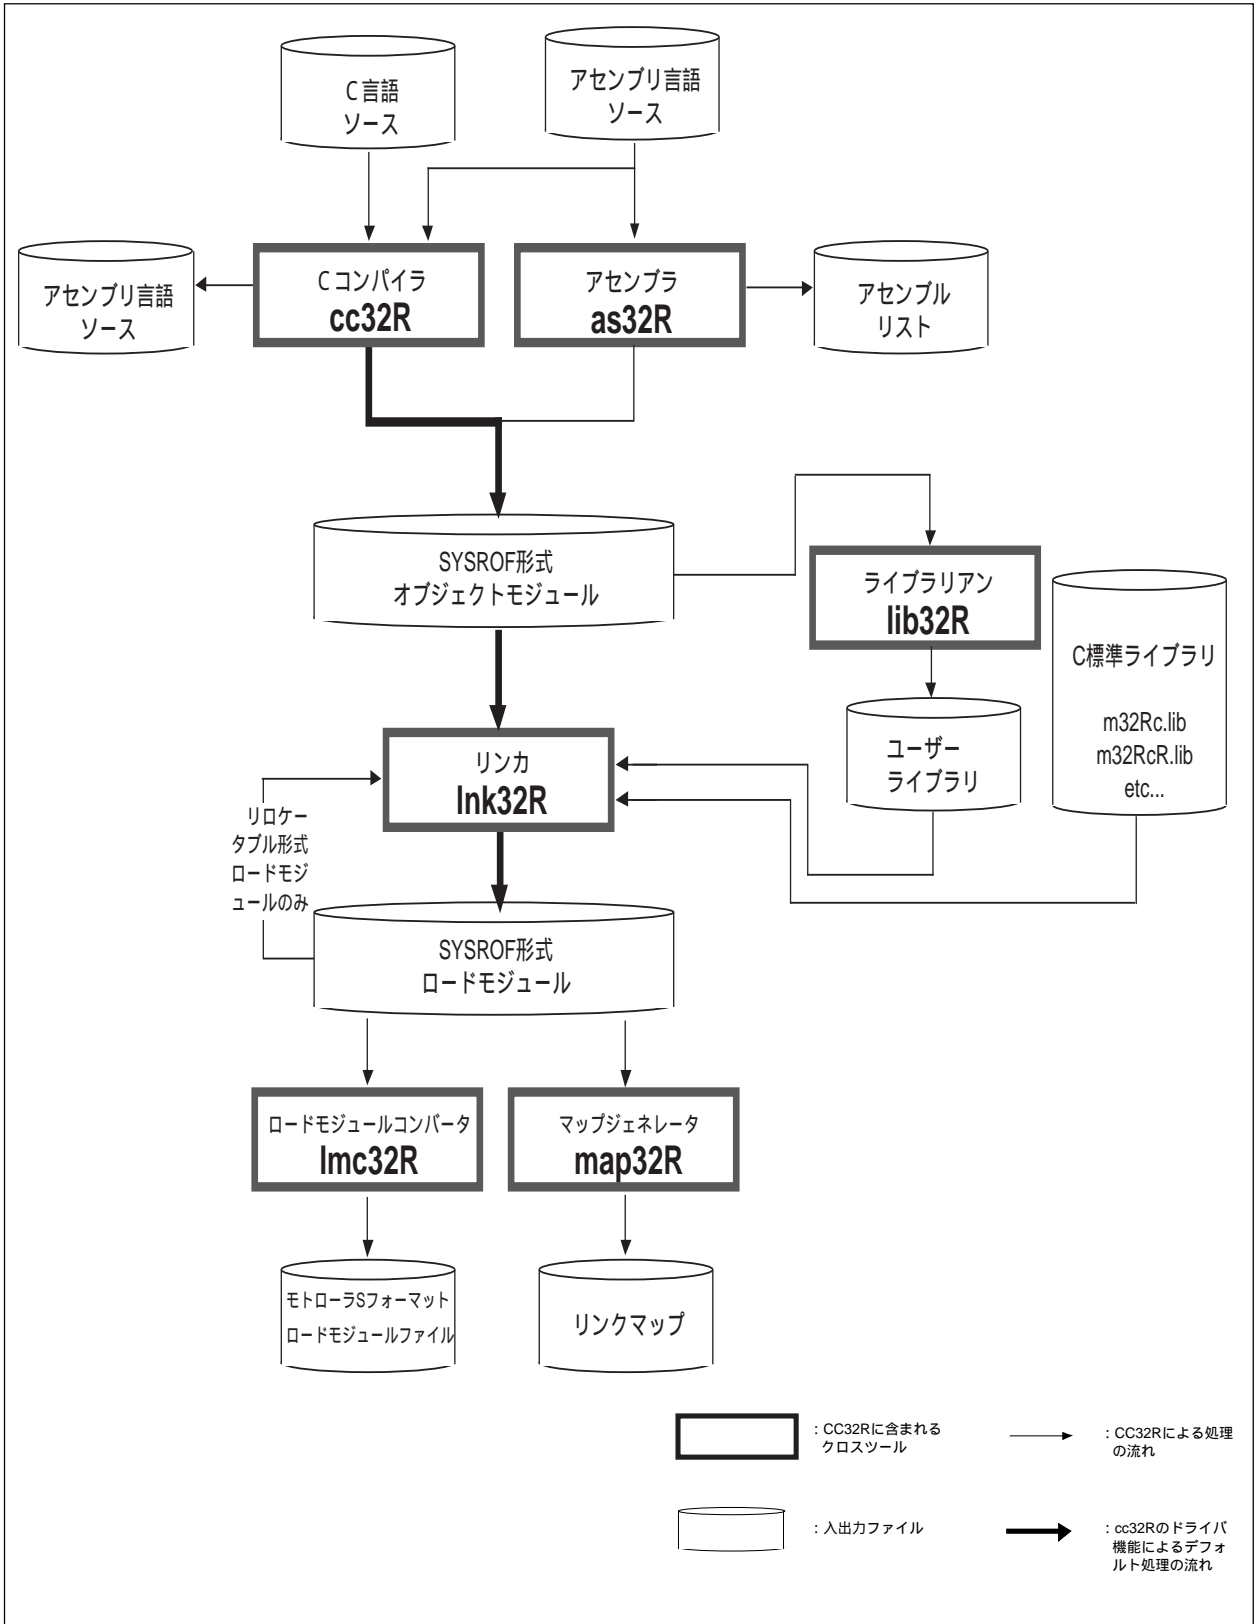 C言語
ソース
アセンブリ言語
ソース
アセンブリ言語
ソース
Cコンパイラ
cc32R
アセンブラ
as32R
アセンブル
リスト
SYSROF形式
オブジェクトモジュール
ライブラリアン
lib32R
C標準ライブラリ
m32Rc.lib
m32RcR.lib
etc...
ユーザー
ライブラリ
リンカ
lnk32R
リロケー
タブル形式
ロードモジ
ュールのみ
SYSROF形式
ロードモジュール
ロードモジュールコンバータ
lmc32R
マップジェネレータ
map32R
モトローラSフォーマット
ロードモジュールファイル
リンクマップ
: CC32Rに含まれる
クロスツール
: CC32Rによる処理
の流れ
: 入出力ファイル
: cc32Rのドライバ
機能によるデフォ
ルト処理の流れ